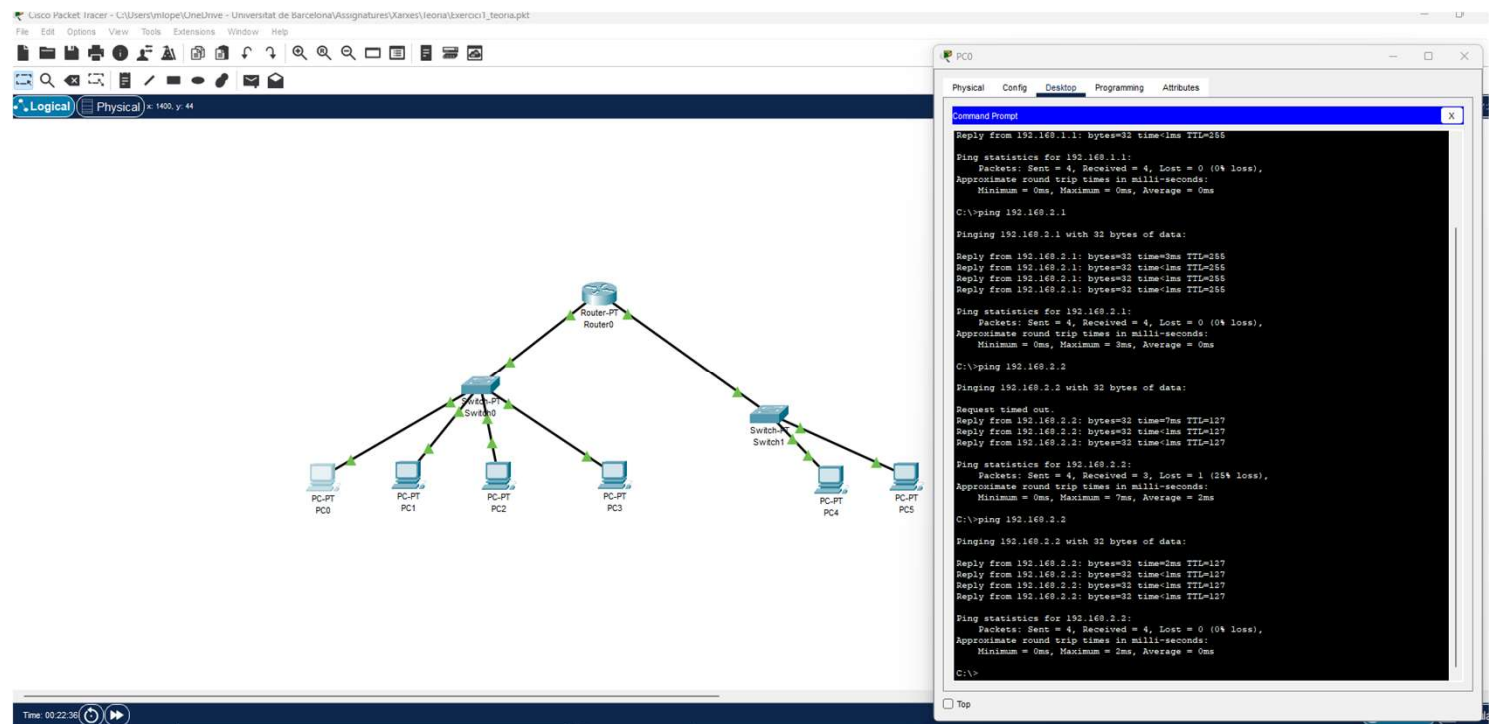 Cisco Packet Tracer - C:\Users\mlope\OneDrive - Universitat de Barcelona\Assignatures\Xarxes\Teoria\Exercici1_teoria.pkt
File Edit Options View Tools Extensions Window Help
Logical Physical x: 1400, y: 44
Router-PT
Router0
Switch-PT
Switch0
Switch-PT
Switch1
PC-PT
PC0
PC-PT
PC1
PC-PT
PC2
PC-PT
PC3
PC-PT
PC4
PC-PT
PC5
Time: 00:22:36
PC0
Physical Config Desktop Programming Attributes
Command Prompt X
Reply from 192.168.1.1: bytes=32 time<1ms TTL=255
Ping statistics for 192.168.1.1:
Packets: Sent = 4, Received = 4, Lost = 0 (0% loss),
Approximate round trip times in milli-seconds:
Minimum = 0ms, Maximum = 0ms, Average = 0ms
C:\>ping 192.168.2.1
Pinging 192.168.2.1 with 32 bytes of data:
Reply from 192.168.2.1: bytes=32 time=3ms TTL=255
Reply from 192.168.2.1: bytes=32 time<1ms TTL=255
Reply from 192.168.2.1: bytes=32 time<1ms TTL=255
Reply from 192.168.2.1: bytes=32 time<1ms TTL=255
Ping statistics for 192.168.2.1:
Packets: Sent = 4, Received = 4, Lost = 0 (0% loss),
Approximate round trip times in milli-seconds:
Minimum = 0ms, Maximum = 3ms, Average = 0ms
C:\>ping 192.168.2.2
Pinging 192.168.2.2 with 32 bytes of data:
Request timed out.
Reply from 192.168.2.2: bytes=32 time=7ms TTL=127
Reply from 192.168.2.2: bytes=32 time<1ms TTL=127
Reply from 192.168.2.2: bytes=32 time<1ms TTL=127
Ping statistics for 192.168.2.2:
Packets: Sent = 4, Received = 3, Lost = 1 (25% loss),
Approximate round trip times in milli-seconds:
Minimum = 0ms, Maximum = 7ms, Average = 2ms
C:\>ping 192.168.2.2
Pinging 192.168.2.2 with 32 bytes of data:
Reply from 192.168.2.2: bytes=32 time=2ms TTL=127
Reply from 192.168.2.2: bytes=32 time<1ms TTL=127
Reply from 192.168.2.2: bytes=32 time<1ms TTL=127
Reply from 192.168.2.2: bytes=32 time<1ms TTL=127
Ping statistics for 192.168.2.2:
Packets: Sent = 4, Received = 4, Lost = 0 (0% loss),
Approximate round trip times in milli-seconds:
Minimum = 0ms, Maximum = 2ms, Average = 0ms
C:\>
Top